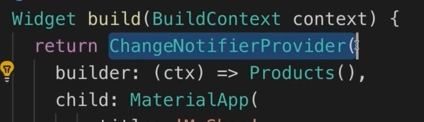 Widget build(BuildContext context) {
return ChangeNotifierProvider(
builder: (ctx) => Products(),
child: MaterialApp(